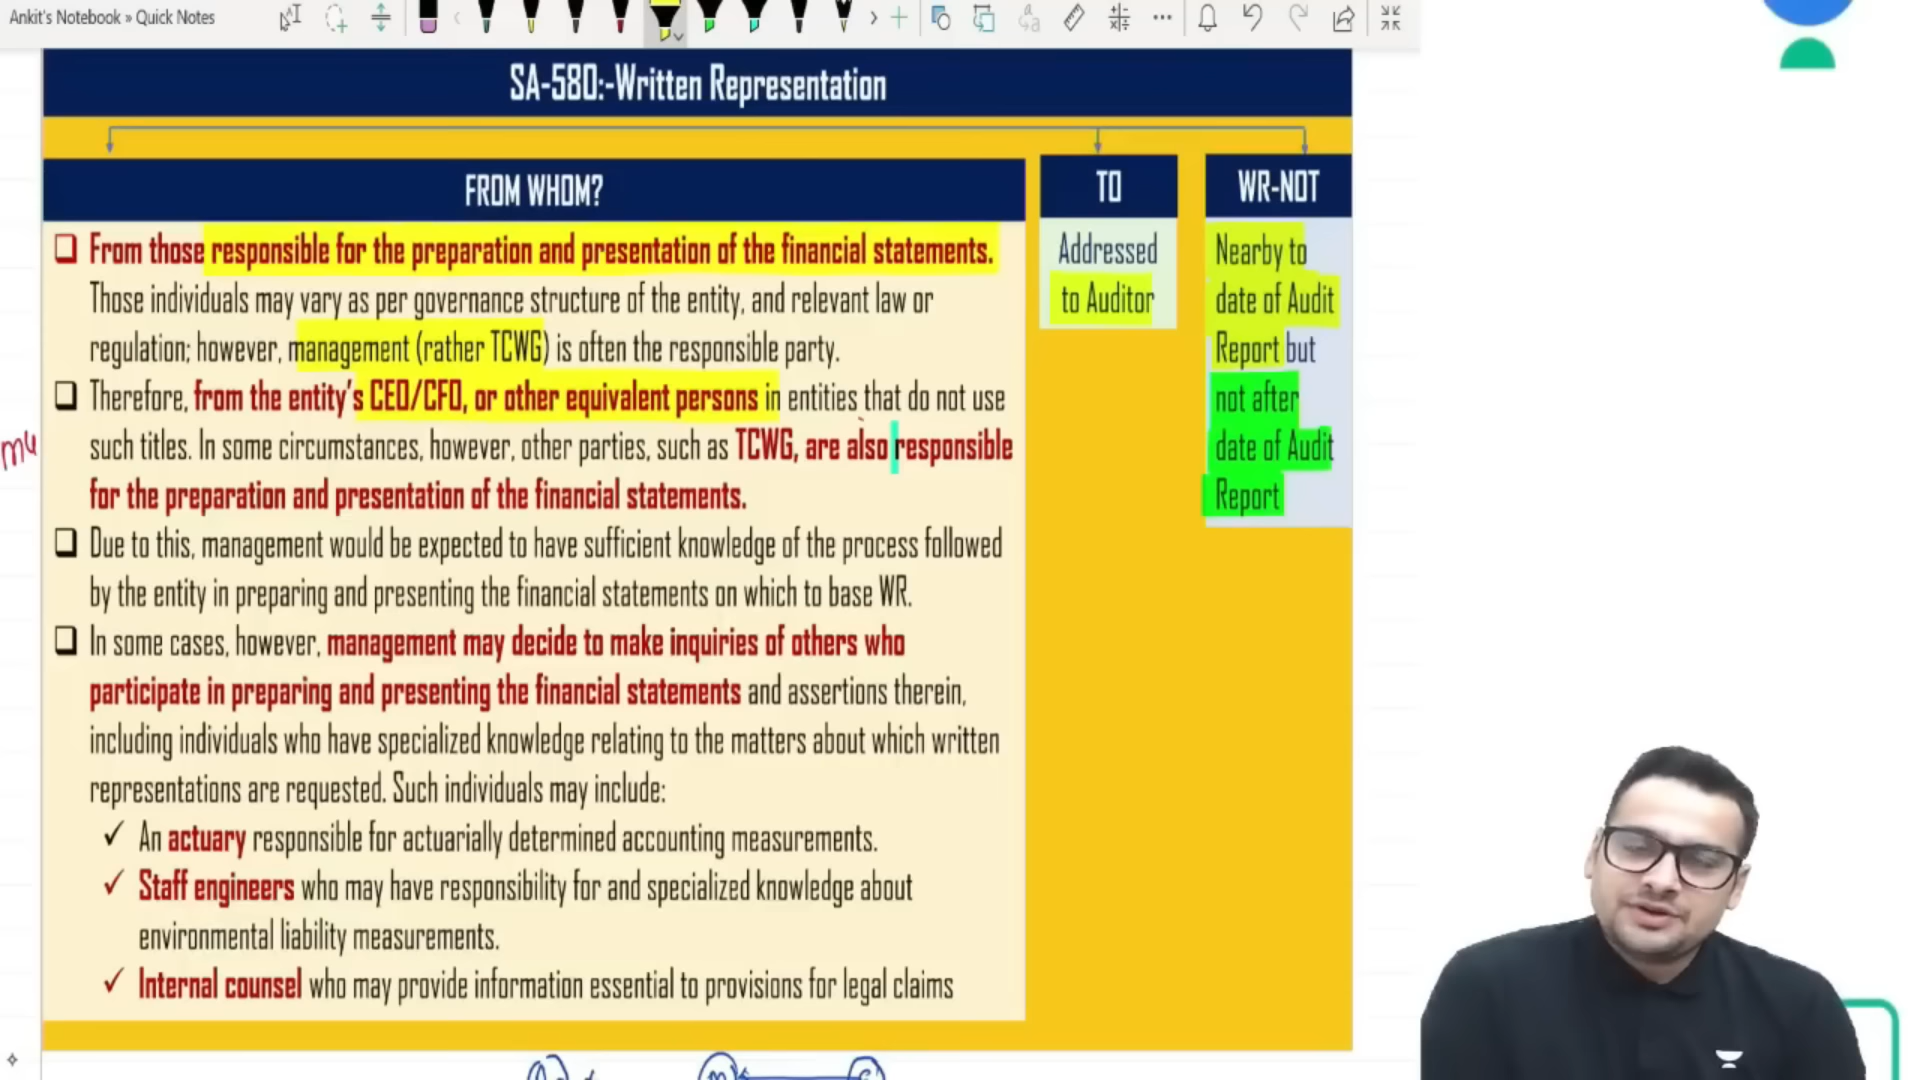 Ankit's Notebook » Quick Notes
SA-580:-Written Representation
FROM WHOM?
From those responsible for the preparation and presentation of the financial statements.
Those individuals may vary as per governance structure of the entity, and relevant law or
regulation; however, management (rather TCWG) is often the responsible party.
Therefore, from the entity's CEO/CFO, or other equivalent persons in entities that do not use
such titles. In some circumstances, however, other parties, such as TCWG, are also responsible
for the preparation and presentation of the financial statements.
Due to this, management would be expected to have sufficient knowledge of the process followed
by the entity in preparing and presenting the financial statements on which to base WR.
In some cases, however, management may decide to make inquiries of others who
participate in preparing and presenting the financial statements and assertions therein,
including individuals who have specialized knowledge relating to the matters about which written
representations are requested. Such individuals may include:
✓ An actuary responsible for actuarially determined accounting measurements.
✓ Staff engineers who may have responsibility for and specialized knowledge about
environmental liability measurements.
✓ Internal counsel who may provide information essential to provisions for legal claims
TO
Addressed
to Auditor
WR-NOT
Nearby to
date of Audit
Report but
not after
date of Audit
Report